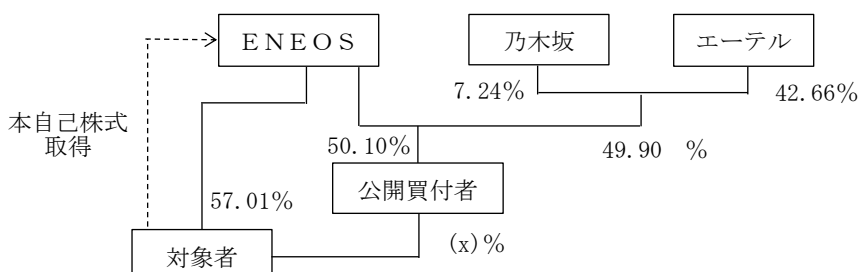 ENEOS
乃木坂
エーテル
7.24%
42.66%
本自己株式
取得
50.10%
49.90 %
公開買付者
57.01%
(x)%
対象者